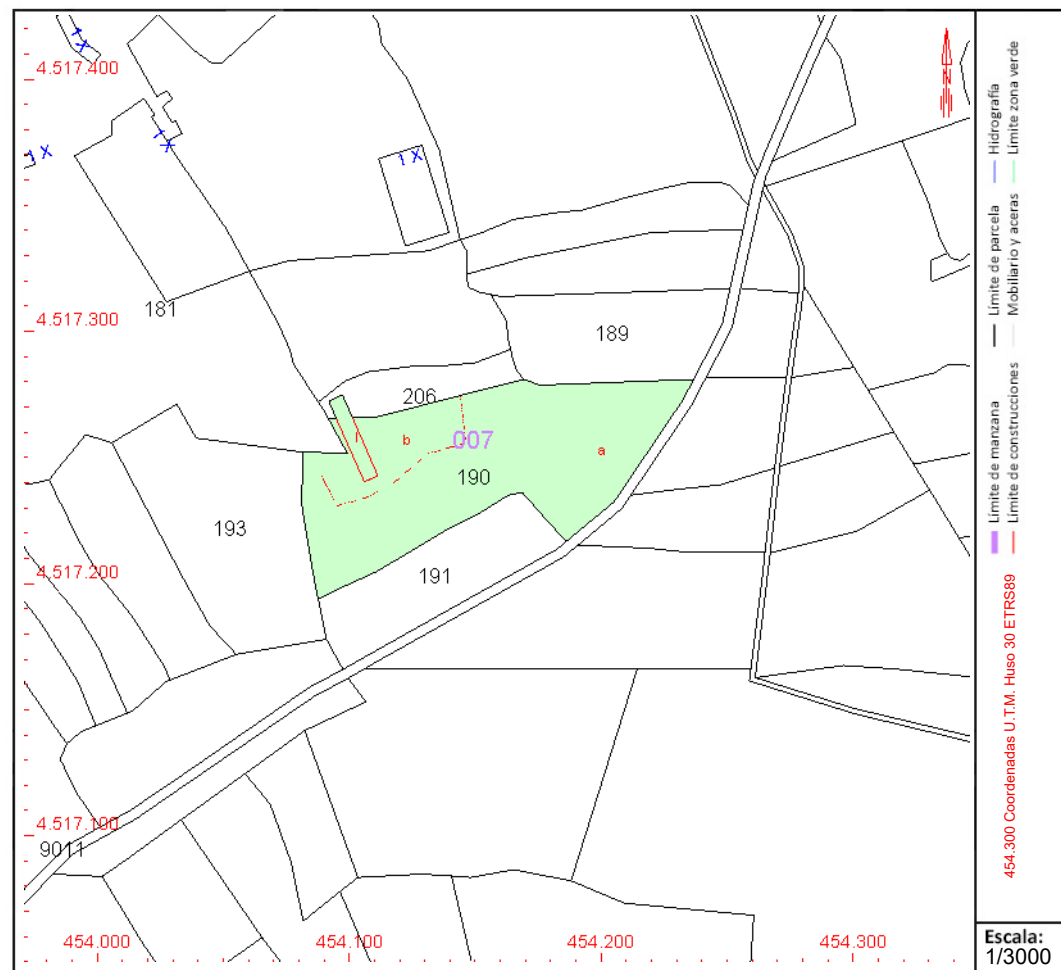 4.517.400
I X
181
4.517.300
189
206
b
007
a
190
193
191
4.517.200
4.517.100
9011
454.000
454.100
454.200
454.300
N
Límite de manzana
Límite de parcela
Hidrografía
Límite de construcciones
Mobiliario y aceras
Límite zona verde
454.300 Coordenadas U.T.M. Huso 30 ETRS89
Escala:
1/3000